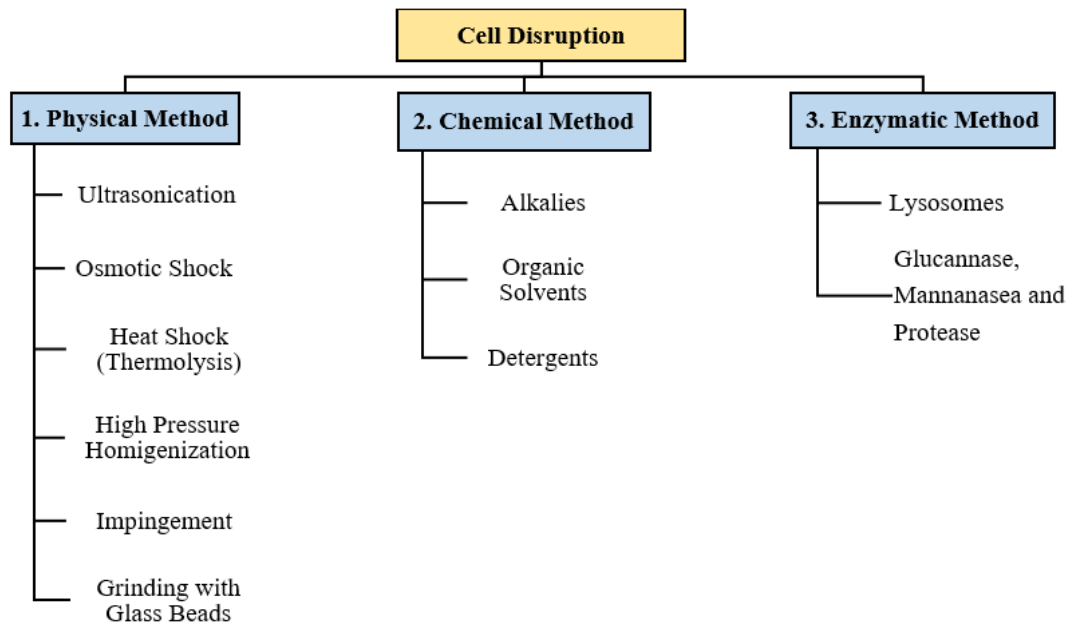 Cell Disruption
1. Physical Method
Ultrasonication
Osmotic Shock
Heat Shock
(Thermolysis)
High Pressure
Homigenization
Impingement
Grinding with
Glass Beads
2. Chemical Method
Alkalies
Organic
Solvents
Detergents
3. Enzymatic Method
Lysosomes
Glucannase,
Mannanasea and
Protease